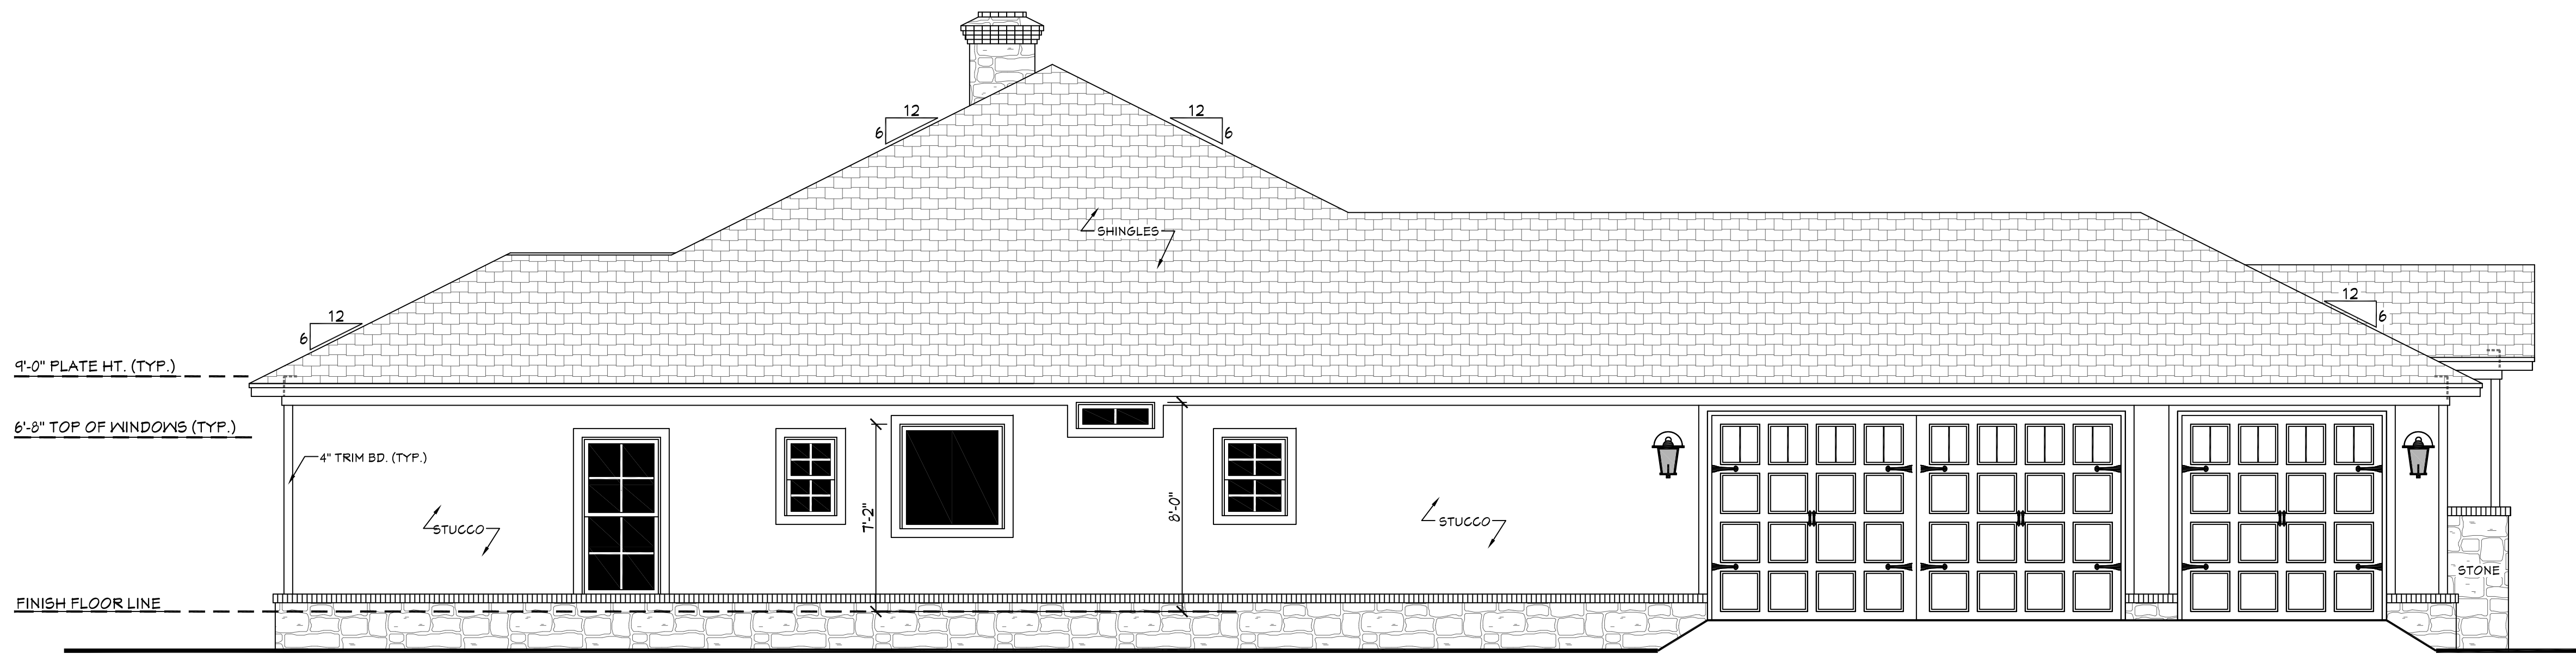 12
6
12
6
SHINGLES
12
6
12
6
9'-0" PLATE HT. (TYP.)
6'-8" TOP OF WINDOWS (TYP.)
4" TRIM BD. (TYP.)
7'-2"
8'-0"
STUCCO
STUCCO
STONE
FINISH FLOOR LINE